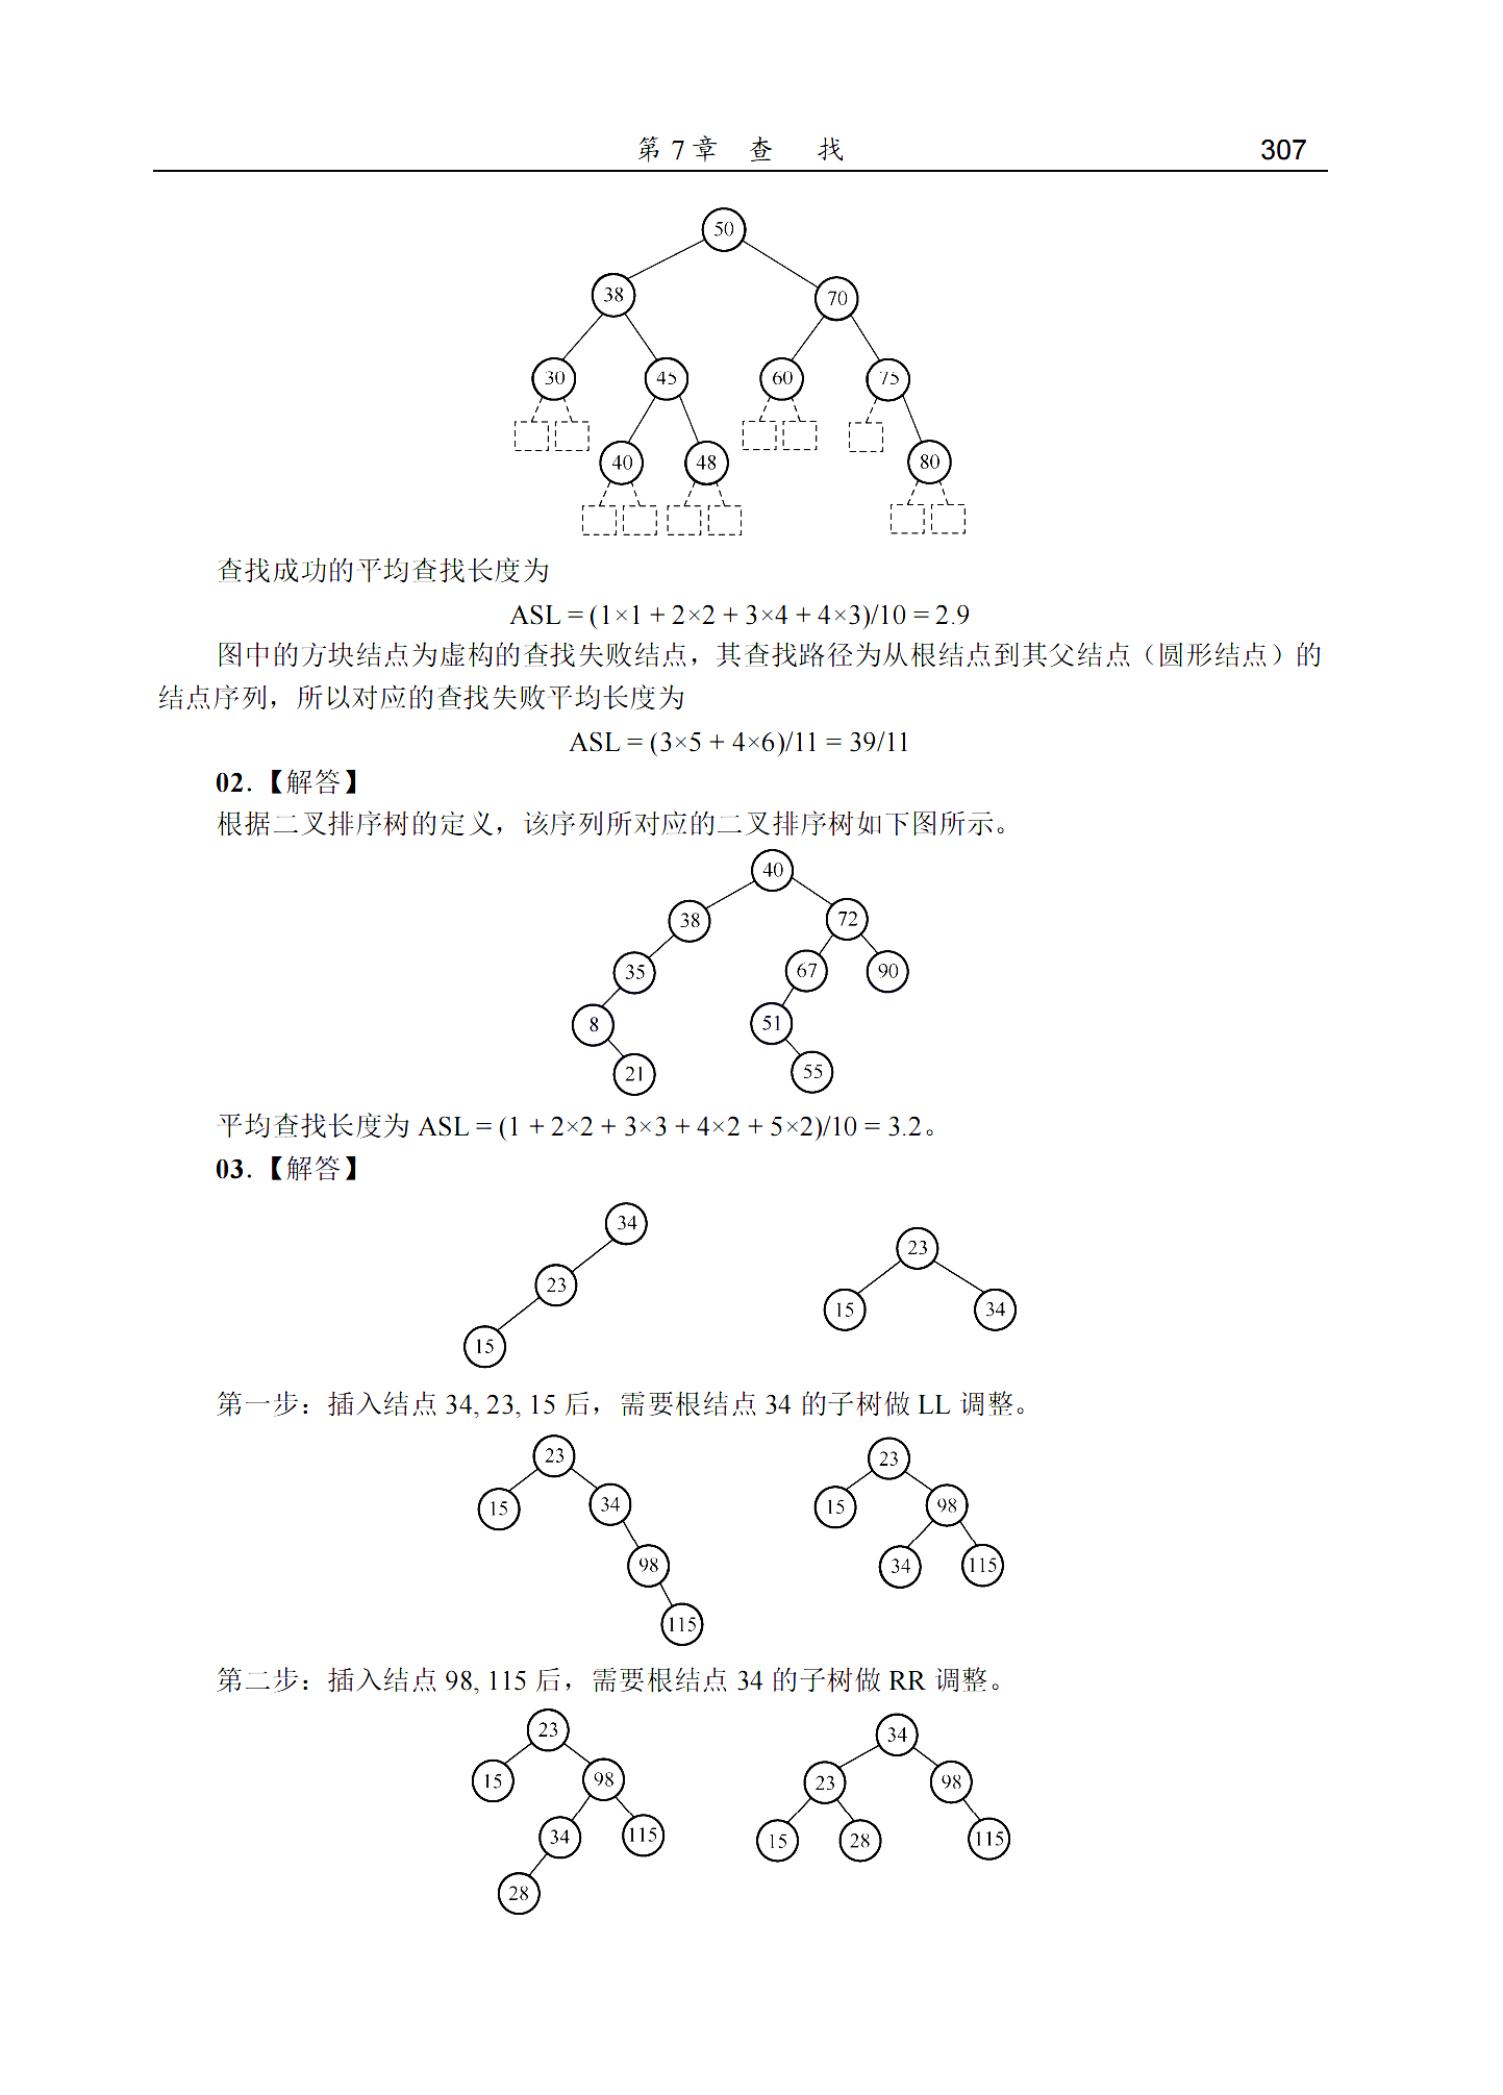 第 7 章 查 找 307
50
38 70
30 45 60 75
40 48 80
查找成功的平均查找长度为
ASL = (1×1 + 2×2 + 3×4 + 4×3)/10 = 2.9
图中的方块结点为虚构的查找失败结点，其查找路径为从根结点到其父结点（圆形结点）的
结点序列，所以对应的查找失败平均长度为
ASL = (3×5 + 4×6)/11 = 39/11
02.【解答】
根据二叉排序树的定义，该序列所对应的二叉排序树如下图所示。
40
38 72
35 67 90
8 51
21 55
平均查找长度为 ASL = (1 + 2×2 + 3×3 + 4×2 + 5×2)/10 = 3.2。
03.【解答】
34
23
15
23
15 34
第一步：插入结点 34, 23, 15 后，需要根结点 34 的子树做 LL 调整。
23
15 34
98
115
23
15 98
34 115
第二步：插入结点 98, 115 后，需要根结点 34 的子树做 RR 调整。
23
15 98
34 115
28
34
23 98
15 28 115